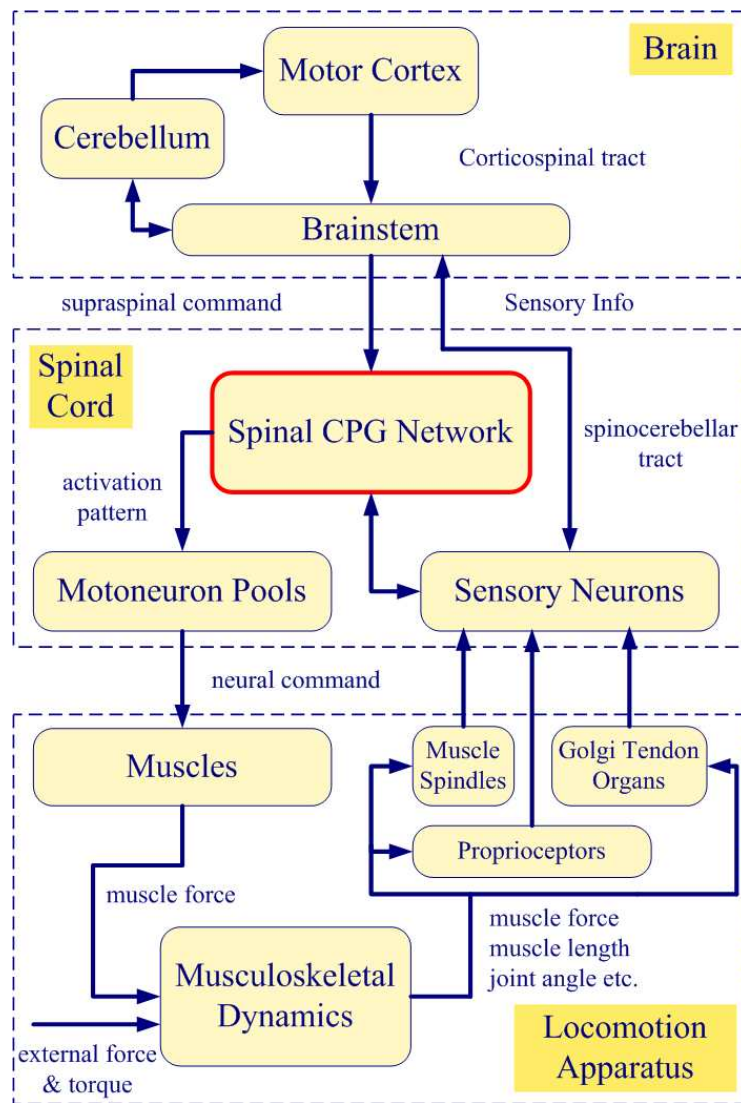 Motor Cortex
Brain
Cerebellum
Corticospinal tract
Brainstem
supraspinal command
Sensory Info
Spinal
Cord
Spinal CPG Network
spinocerebellar
tract
activation
pattern
Motoneuron Pools
Sensory Neurons
neural command
Muscles
Muscle
Spindles
Golgi Tendon
Organs
Proprioceptors
muscle force
muscle force
muscle length
joint angle etc.
Musculoskeletal
Dynamics
external force
& torque
Locomotion
Apparatus